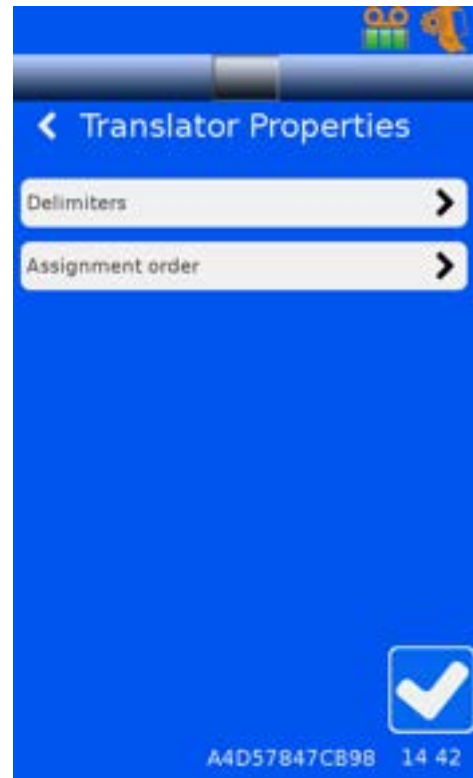 Translator Properties
Delimiters
Assignment order
A4D57847CB98 14 42